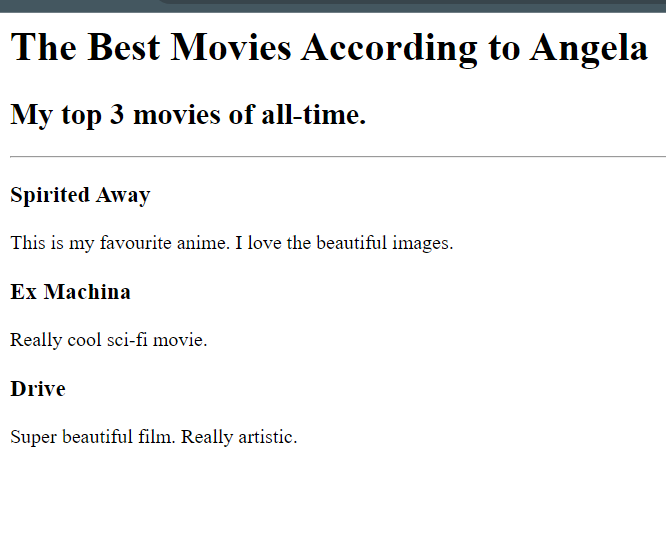 The Best Movies According to Angela
My top 3 movies of all-time.
Spirited Away
This is my favourite anime. I love the beautiful images.
Ex Machina
Really cool sci-fi movie.
Drive
Super beautiful film. Really artistic.